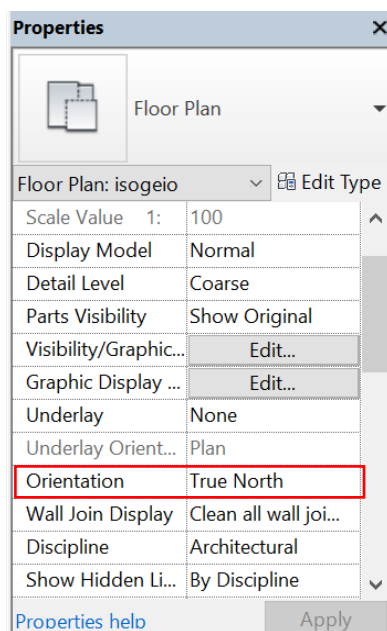 Properties
Floor Plan
Floor Plan: isogeio Edit Type
Scale Value 1: 100
Display Model Normal
Detail Level Coarse
Parts Visibility Show Original
Visibility/Graphic... Edit...
Graphic Display ... Edit...
Underlay None
Underlay Orient... Plan
Orientation True North
Wall Join Display Clean all wall joi...
Discipline Architectural
Show Hidden Li... By Discipline
Properties help Apply